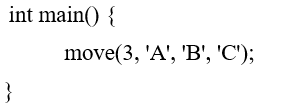 int main() {
move(3, 'A', 'B', 'C');
}